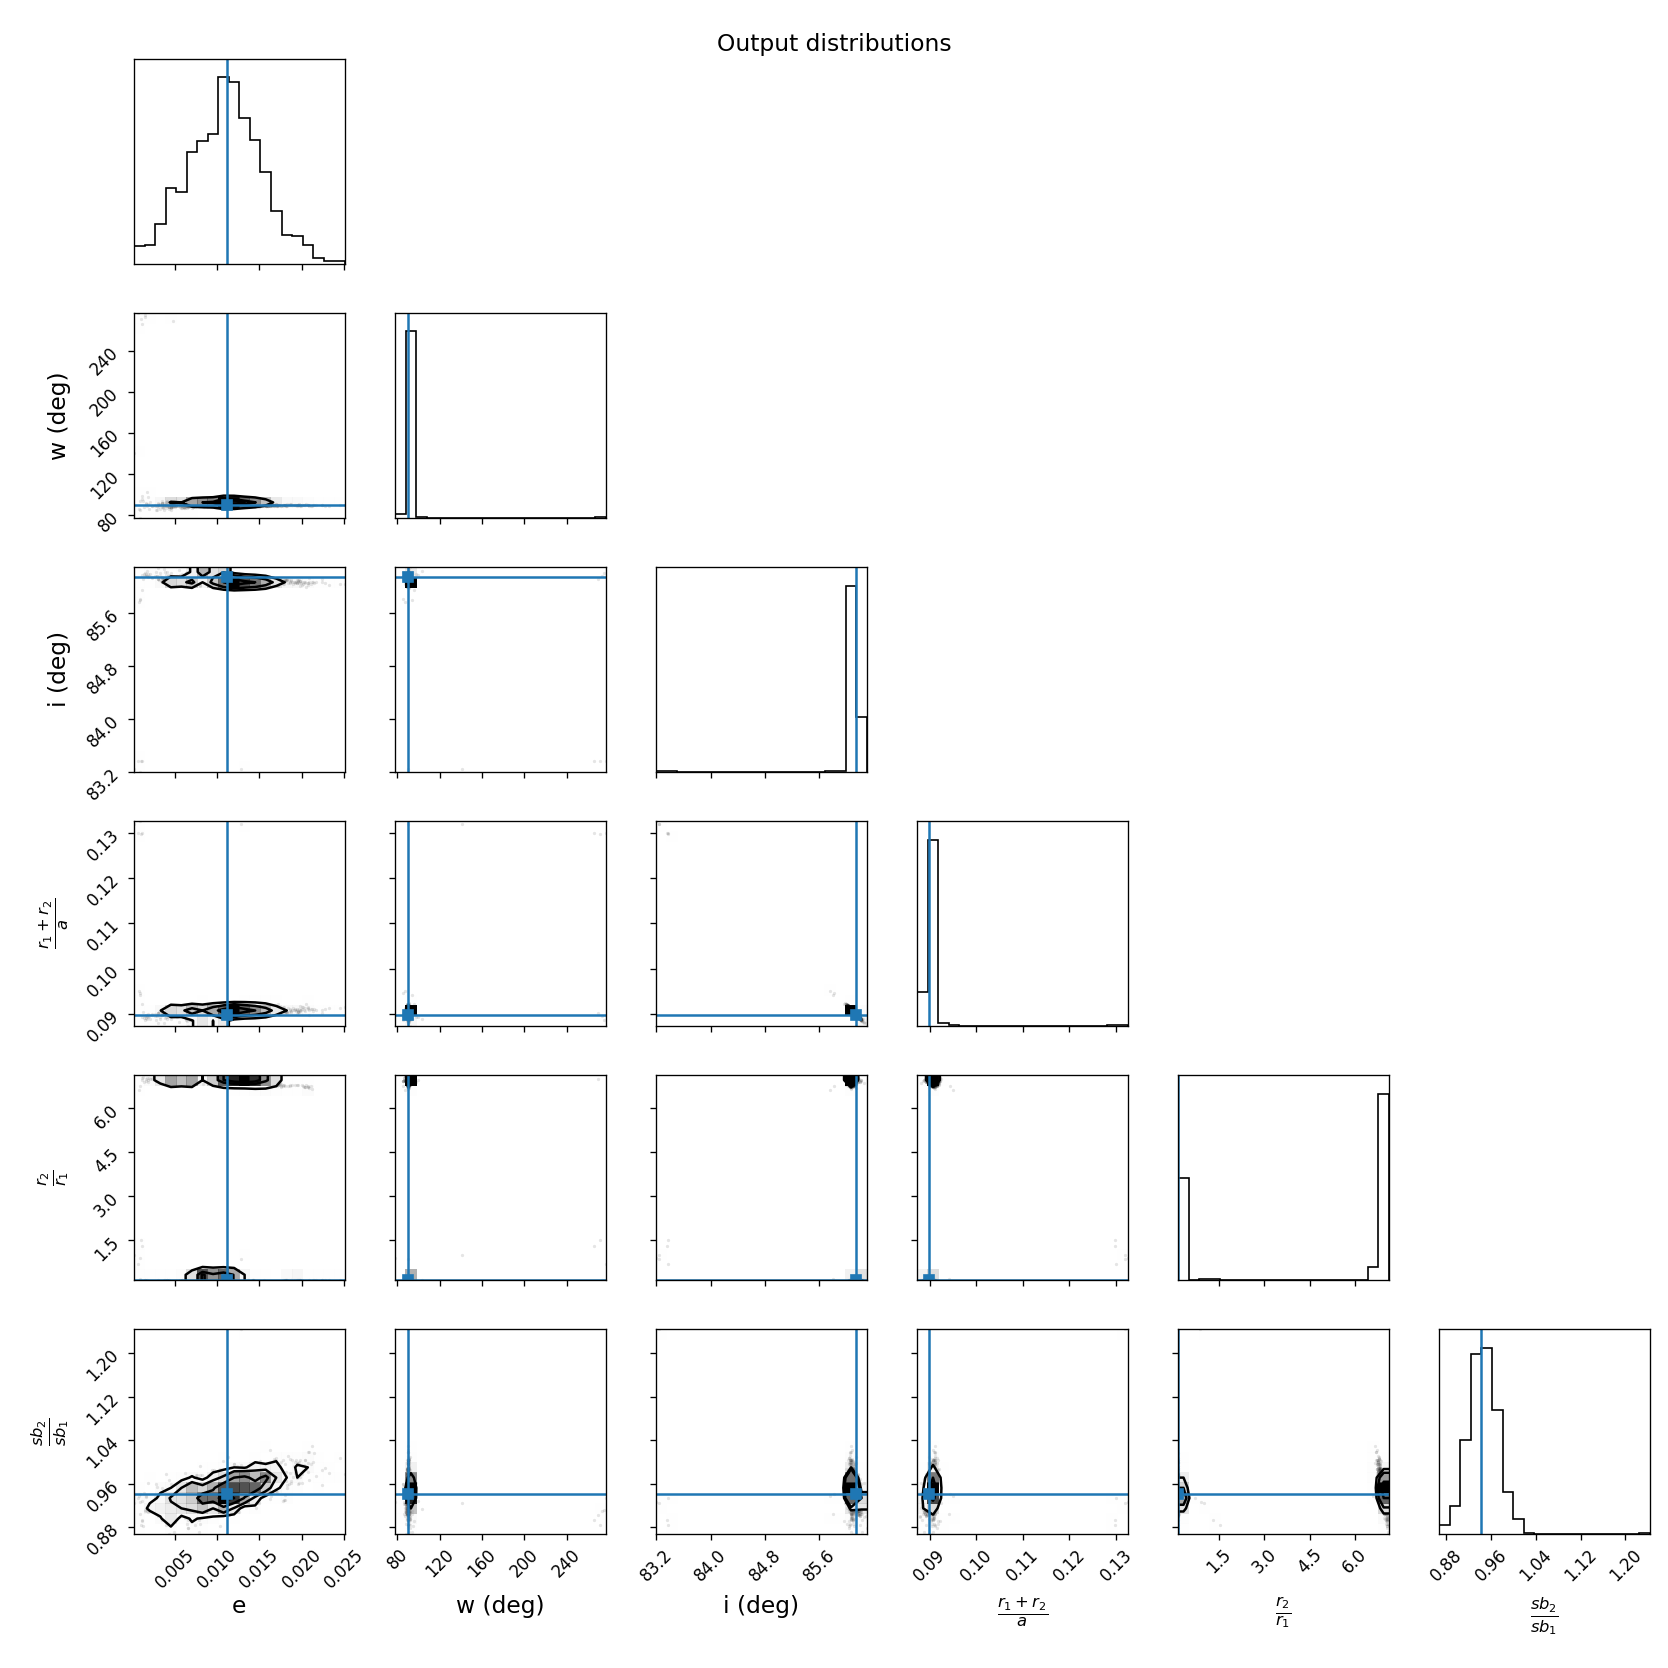 Output distributions
w (deg)
240
200
160
120
80
i (deg)
85.6
84.8
84.0
83.2
r₁ + r₂
a
0.13
0.12
0.11
0.10
0.09
r₂
r₁
6.0
4.5
3.0
1.5
sb₂
sb₁
1.20
1.12
1.04
0.96
0.88
0.005 0.010 0.015 0.020 0.025 80 120 160 200 240 83.2 84.0 84.8 85.6 0.09 0.10 0.11 0.12 0.13 1.5 3.0 4.5 6.0 0.88 0.96 1.04 1.12 1.20
e w (deg) i (deg)
r₁ + r₂
a
r₂
r₁
sb₂
sb₁